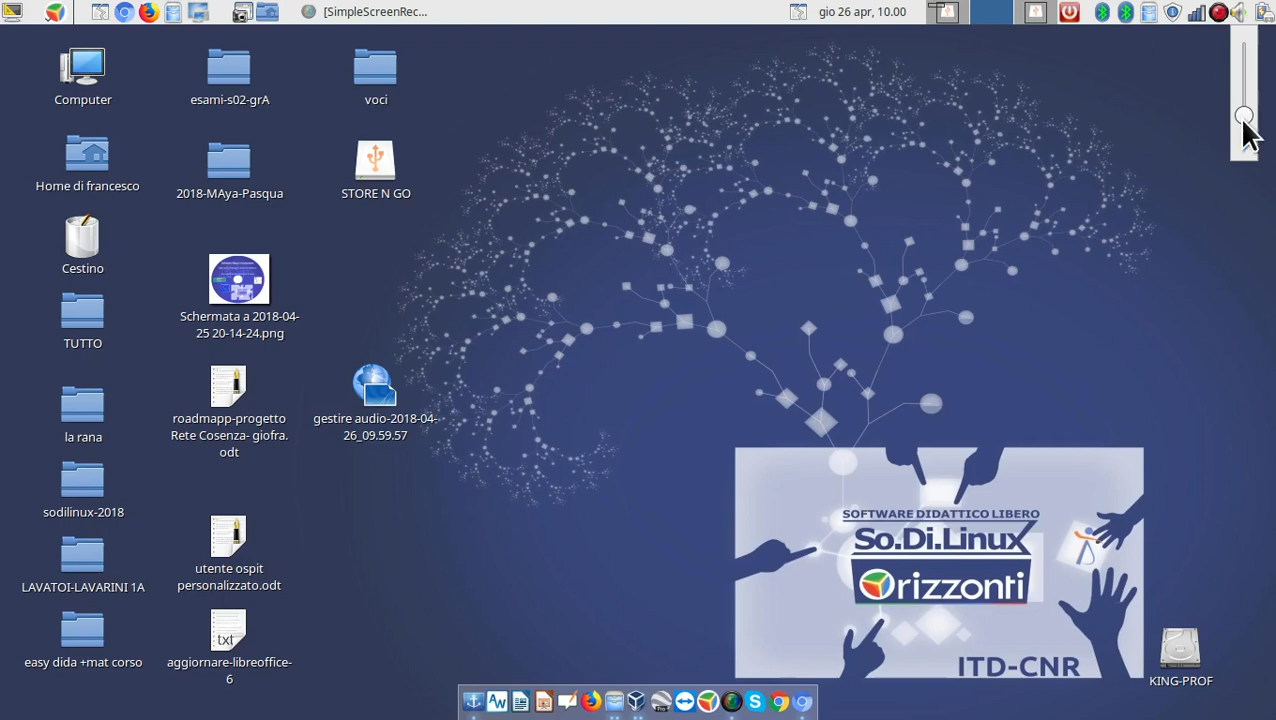 [SimpleScreenRec...
gio 26 apr, 10.00
Computer
esami-s02-grA
voci
Home di francesco
2018-MAya-Pasqua
STORE N GO
Cestino
Schermata a 2018-04-
25 20-14-24.png
TUTTO
roadmapp-progetto
Rete Cosenza- giofra.
odt
gestire audio-2018-04-
26_09.59.57
la rana
sodilinux-2018
utente ospit
personalizzato.odt
LAVATOI-LAVARINI 1A
txt
aggiornare-libreoffice-
6
easy dida +mat corso
SOFTWARE DIDATTICO LIBERO
So.Di.Linux
Orizzonti
ITD-CNR
KING-PROF